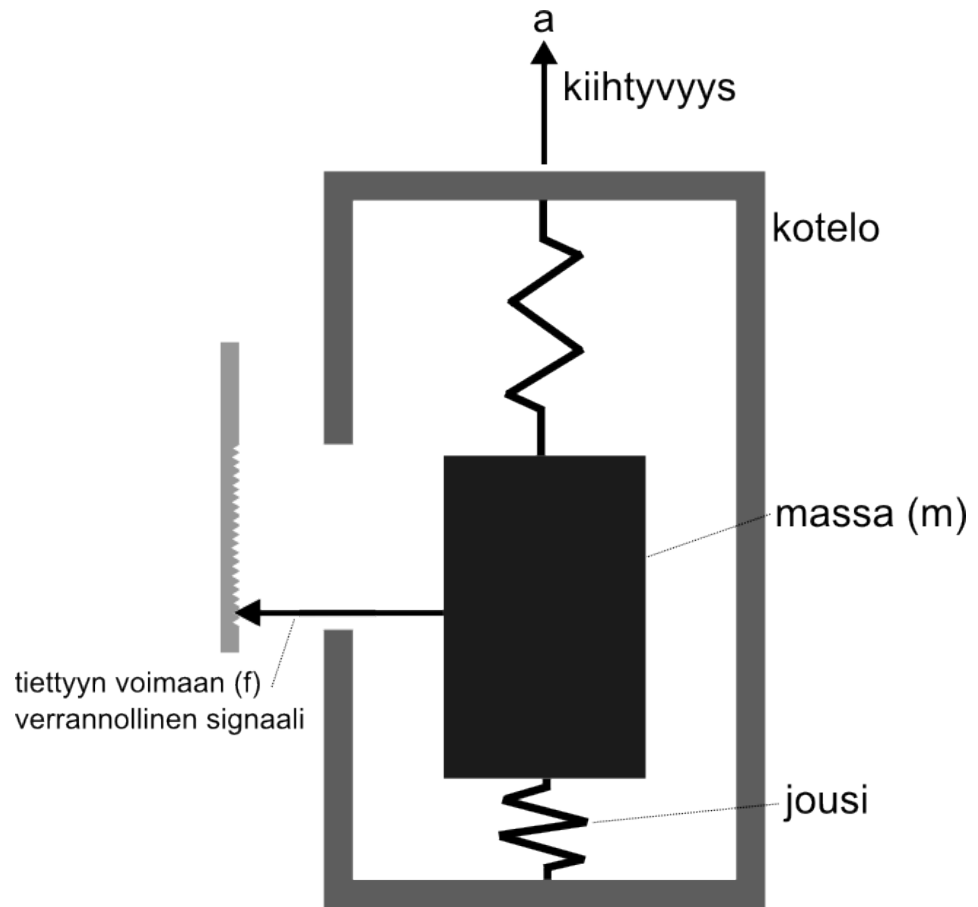 a
kiihtyvyys
kotelo
massa (m)
tiettyyn voimaan (f)
verrannollinen signaali
jousi